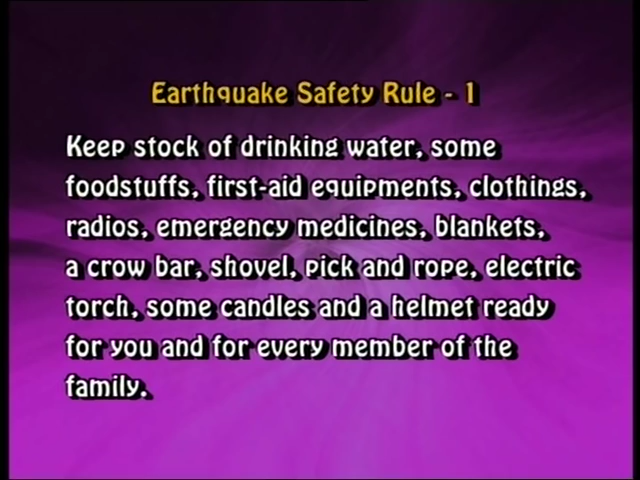 Earthquake Safety Rule - 1
Keep stock of drinking water, some
foodstuffs, first-aid equipments, clothings,
radios, emergency medicines, blankets,
a crow bar, shovel, pick and rope, electric
torch, some candles and a helmet ready
for you and for every member of the
family.